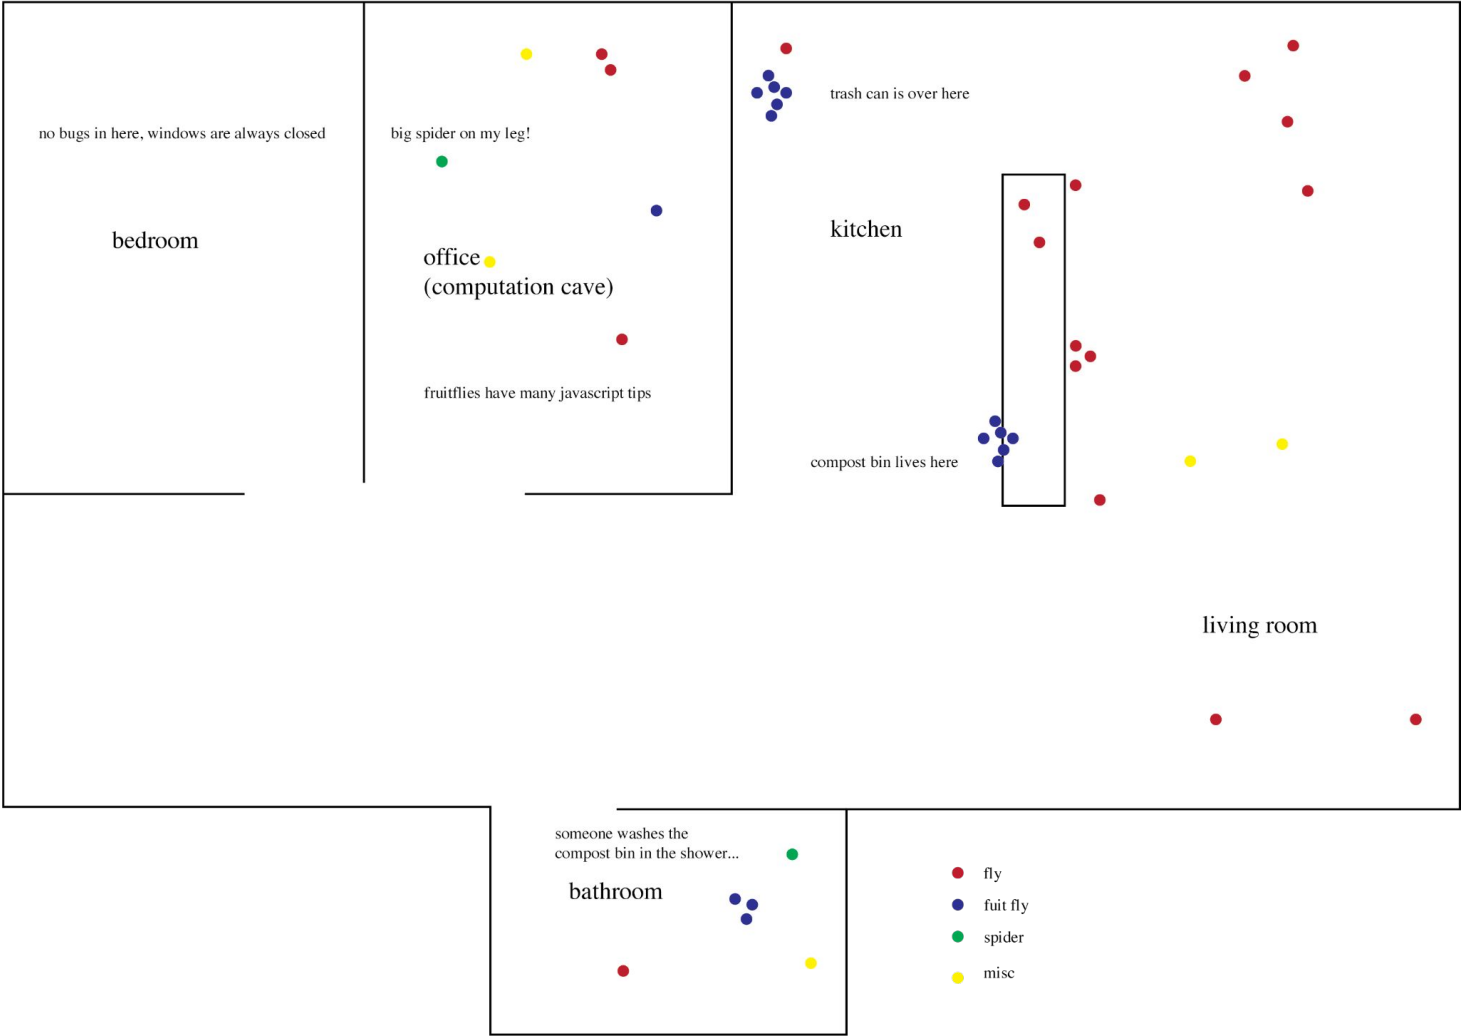 no bugs in here, windows are always closed
bedroom
big spider on my leg!
office
(computation cave)
fruitflies have many javascript tips
trash can is over here
kitchen
compost bin lives here
living room
someone washes the
compost bin in the shower...
bathroom
fly
fuit fly
spider
misc